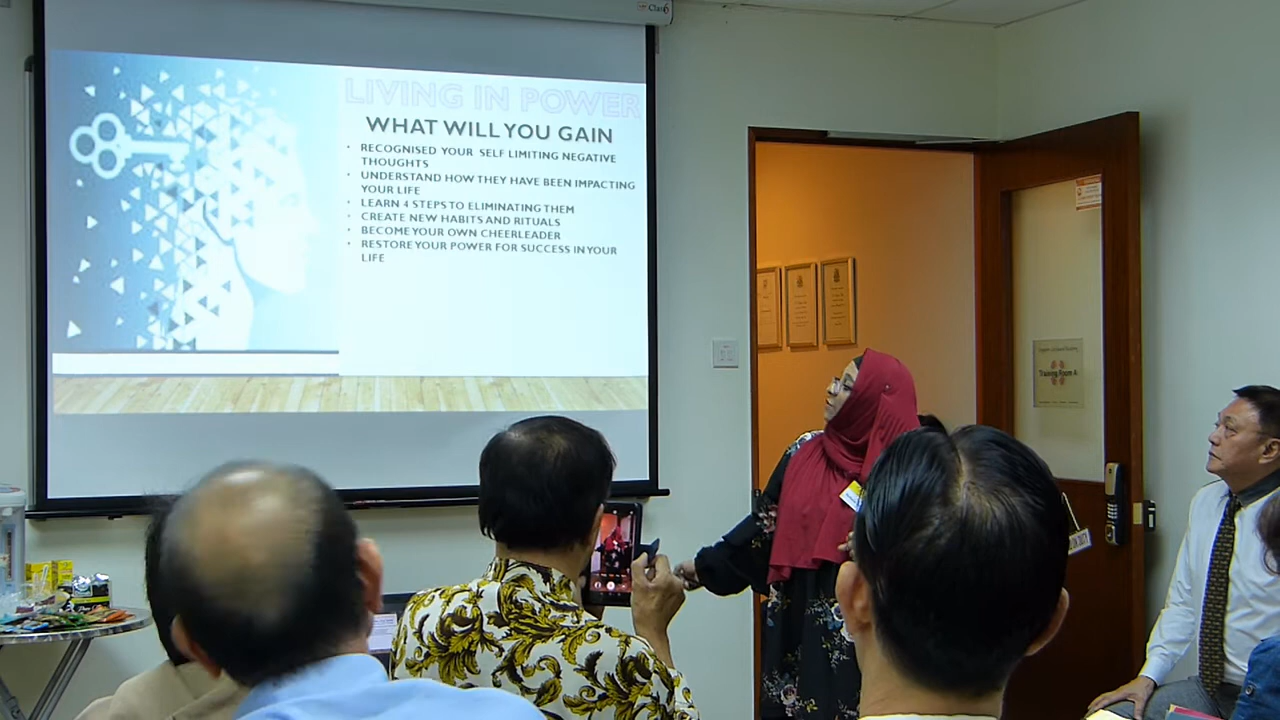 LIVING IN POWER
WHAT WILL YOU GAIN
• RECOGNISED YOUR SELF LIMITING NEGATIVE
THOUGHTS
• UNDERSTAND HOW THEY HAVE BEEN IMPACTING
YOUR LIFE
• LEARN 4 STEPS TO ELIMINATING THEM
• CREATE NEW HABITS AND RITUALS
• BECOME YOUR OWN CHEERLEADER
• RESTORE YOUR POWER FOR SUCCESS IN YOUR
LIFE
Training Room A